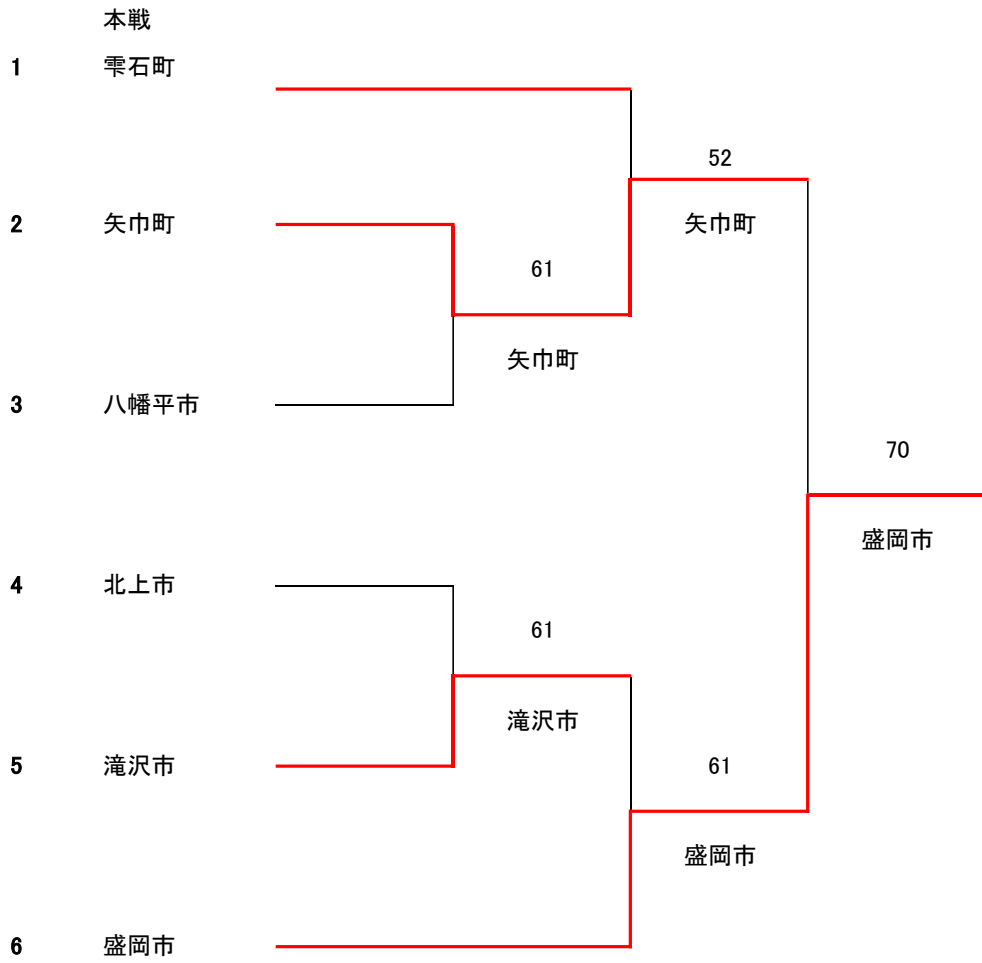 本戦
1 雫石町
52
2 矢巾町 矢巾町
61
矢巾町
3 八幡平市
70
盛岡市
4 北上市
61
滝沢市
5 滝沢市 61
盛岡市
6 盛岡市